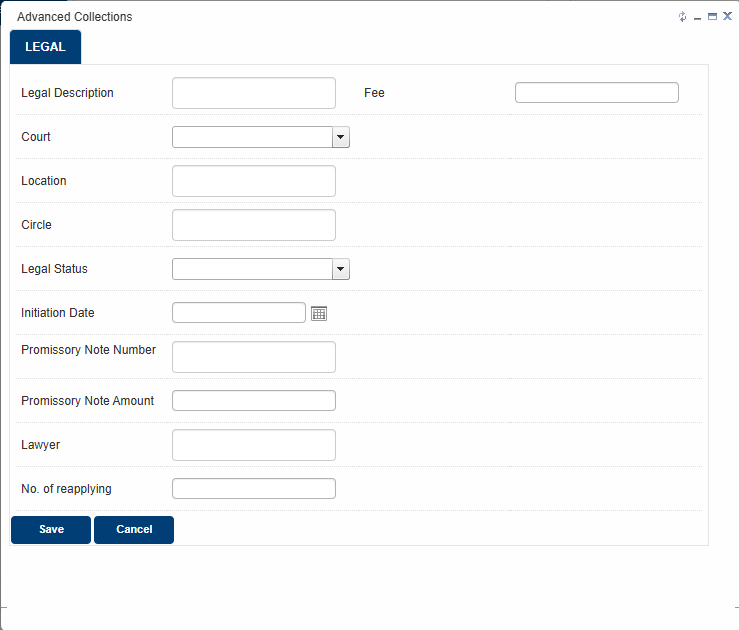 Advanced Collections
LEGAL
Legal Description
Fee
Court
Location
Circle
Legal Status
Initiation Date
Promissory Note Number
Promissory Note Amount
Lawyer
No. of reapplying
Save
Cancel